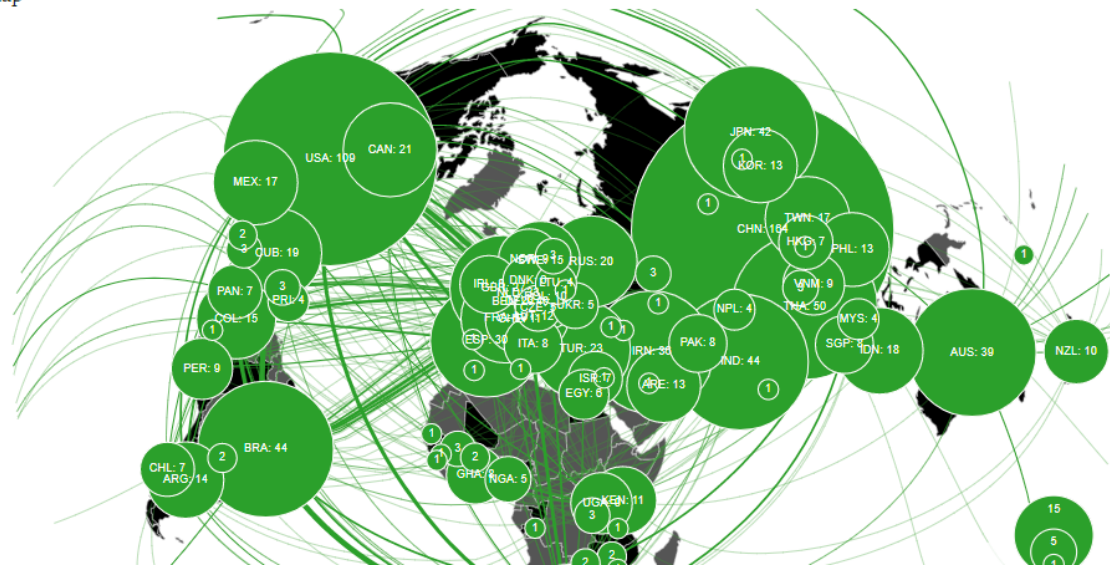 JPN: 42
CAN: 21
USA: 109
1
KOR: 13
MEX: 17
1
TWN: 17
CHN: 164
2
HKG: 7
1
PHL: 13
3
CUB: 19
3
RUS: 20
3
1
PAN: 7
3
PRI: 4
UKR: 5
1
VNM: 9
THA: 50
NPL: 4
COL: 15
1
MYS: 4
1
1
ESP: 30
ITA: 8
TUR: 23
IRN: 36
PAK: 8
IND: 44
SGP: 8
IDN: 18
AUS: 39
NZL: 10
PER: 9
1
1
ARE: 13
1
EGY: 6
1
3
2
BRA: 44
2
CHL: 7
ARG: 14
1
NGA: 5
KEN: 11
3
1
1
15
5
1
2
2